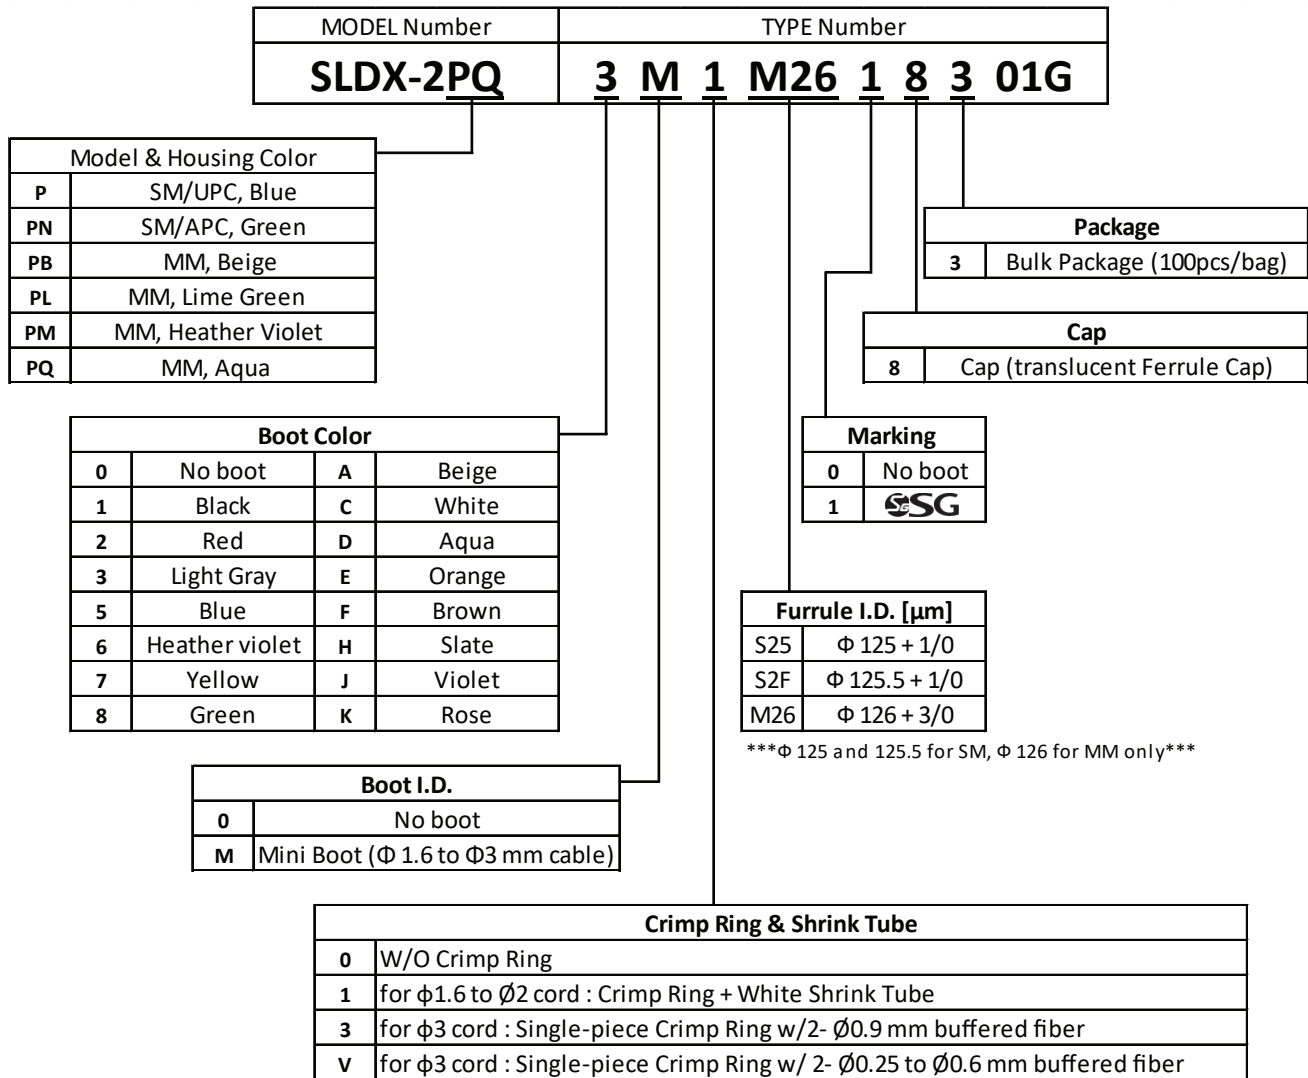 MODEL Number TYPE Number
SLDX-2PQ 3 M 1 M26 1 8 3 01G
Model & Housing Color
P SM/UPC, Blue
PN SM/APC, Green
PB MM, Beige
PL MM, Lime Green
PM MM, Heather Violet
PQ MM, Aqua
Package
3 Bulk Package (100pcs/bag)
Cap
8 Cap (translucent Ferrule Cap)
Boot Color
0 No boot A Beige
1 Black C White
2 Red D Aqua
3 Light Gray E Orange
5 Blue F Brown
6 Heather violet H Slate
7 Yellow J Violet
8 Green K Rose
Marking
0 No boot
1 SG SG
Furrule I.D. [µm]
S25 Φ 125 + 1/0
S2F Φ 125.5 + 1/0
M26 Φ 126 + 3/0
***Φ 125 and 125.5 for SM, Φ 126 for MM only***
Boot I.D.
0 No boot
M Mini Boot (Φ 1.6 to Φ3 mm cable)
Crimp Ring & Shrink Tube
0 W/O Crimp Ring
1 for ϕ1.6 to Ø2 cord : Crimp Ring + White Shrink Tube
3 for ϕ3 cord : Single-piece Crimp Ring w/2- Ø0.9 mm buffered fiber
V for ϕ3 cord : Single-piece Crimp Ring w/ 2- Ø0.25 to Ø0.6 mm buffered fiber